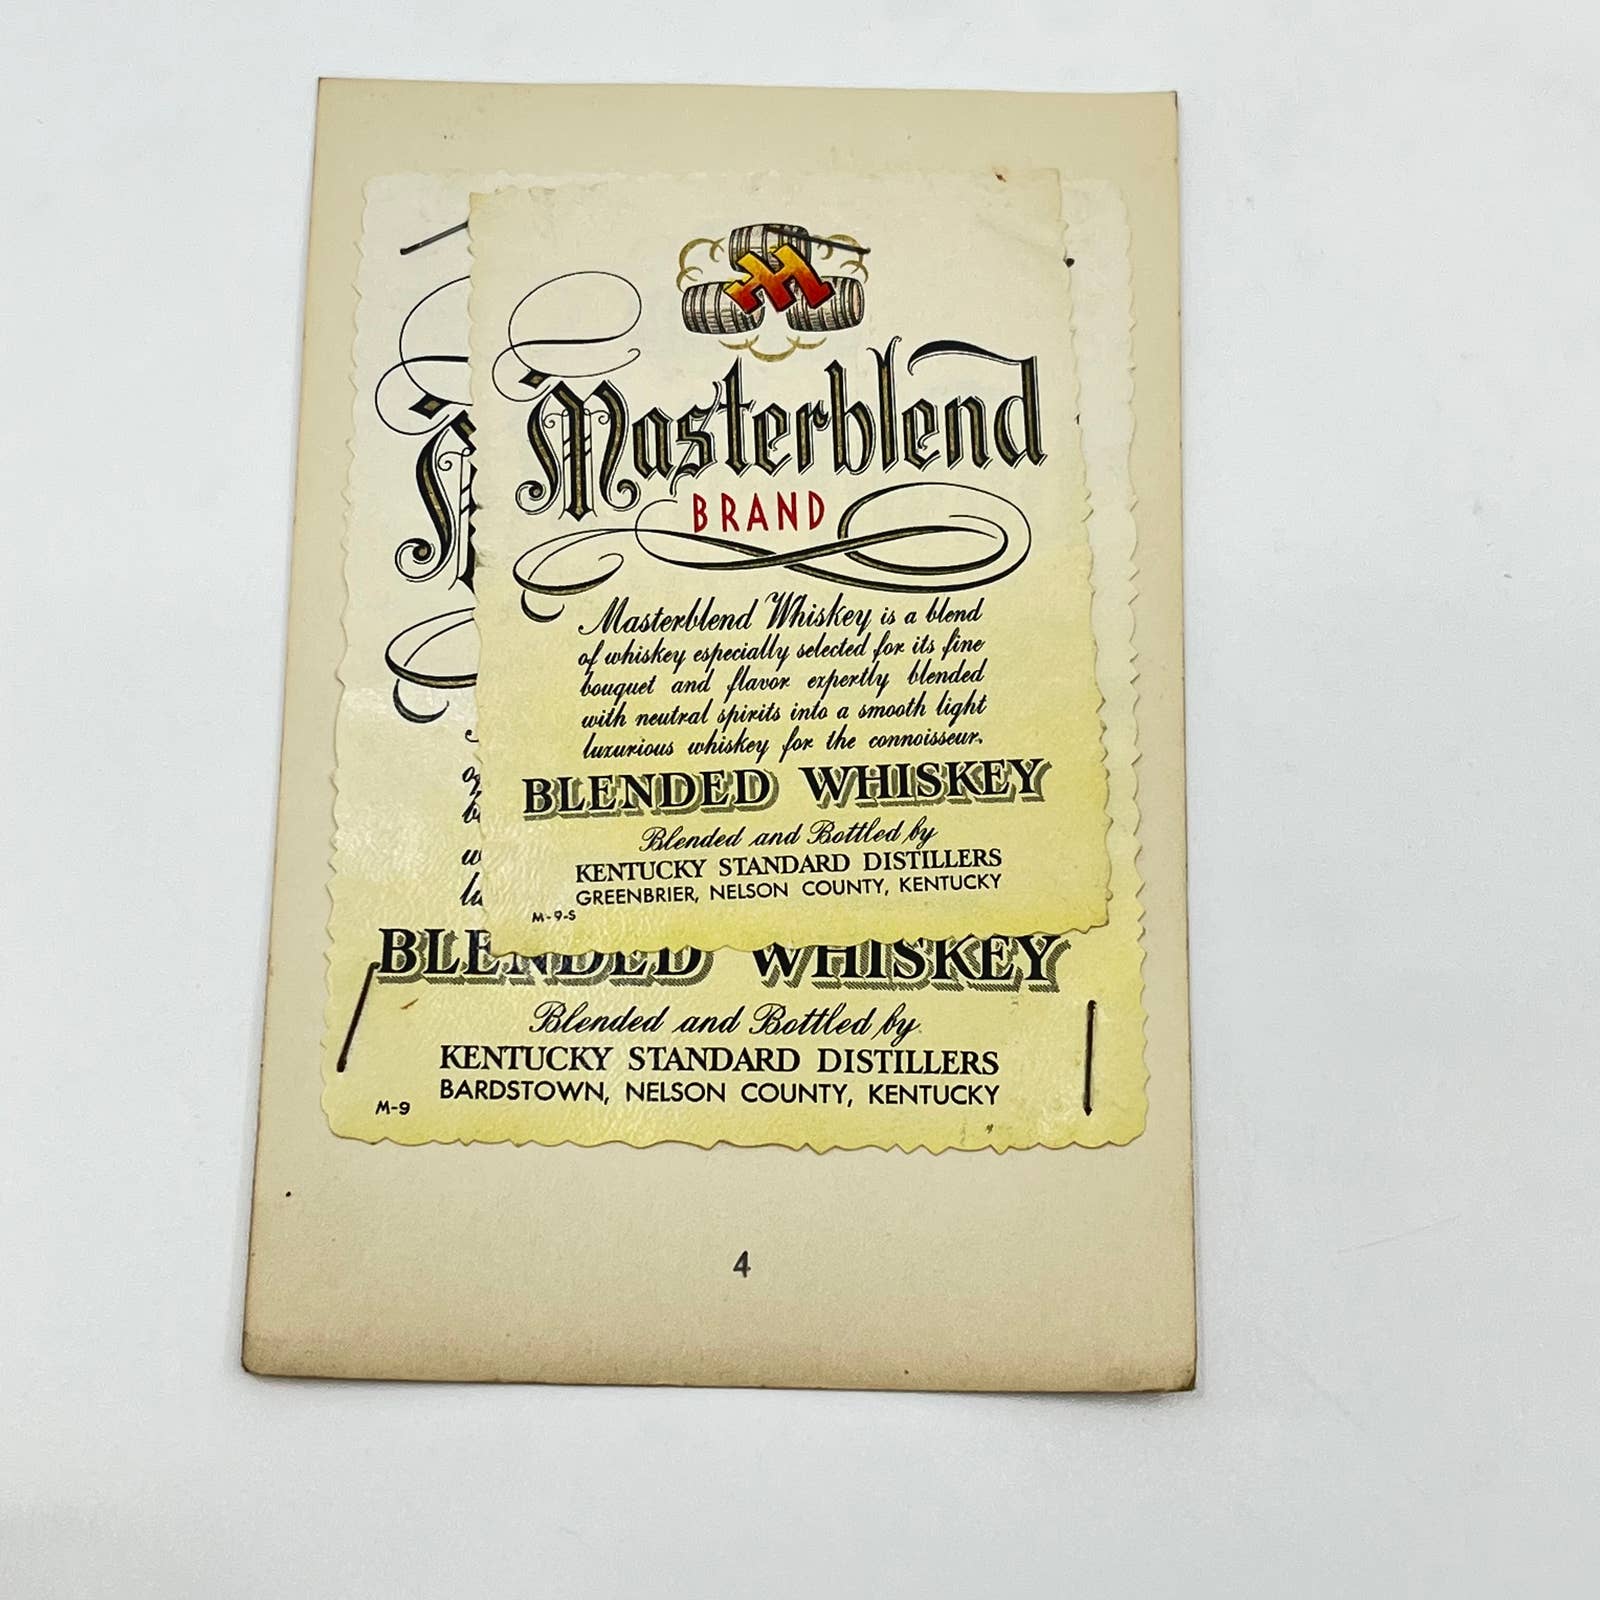 Masterblend
BRAND
Masterblend Whiskey is a blend
of whiskey especially selected for its fine
bouquet and flavor expertly blended
with neutral spirits into a smooth light
luxurious whiskey for the connoisseur.
BLENDED WHISKEY
Blended and Bottled by
KENTUCKY STANDARD DISTILLERS
GREENBRIER, NELSON COUNTY, KENTUCKY
M-9-S
BLENDED WHISKEY
Blended and Bottled by
KENTUCKY STANDARD DISTILLERS
BARDSTOWN, NELSON COUNTY, KENTUCKY
M-9
4